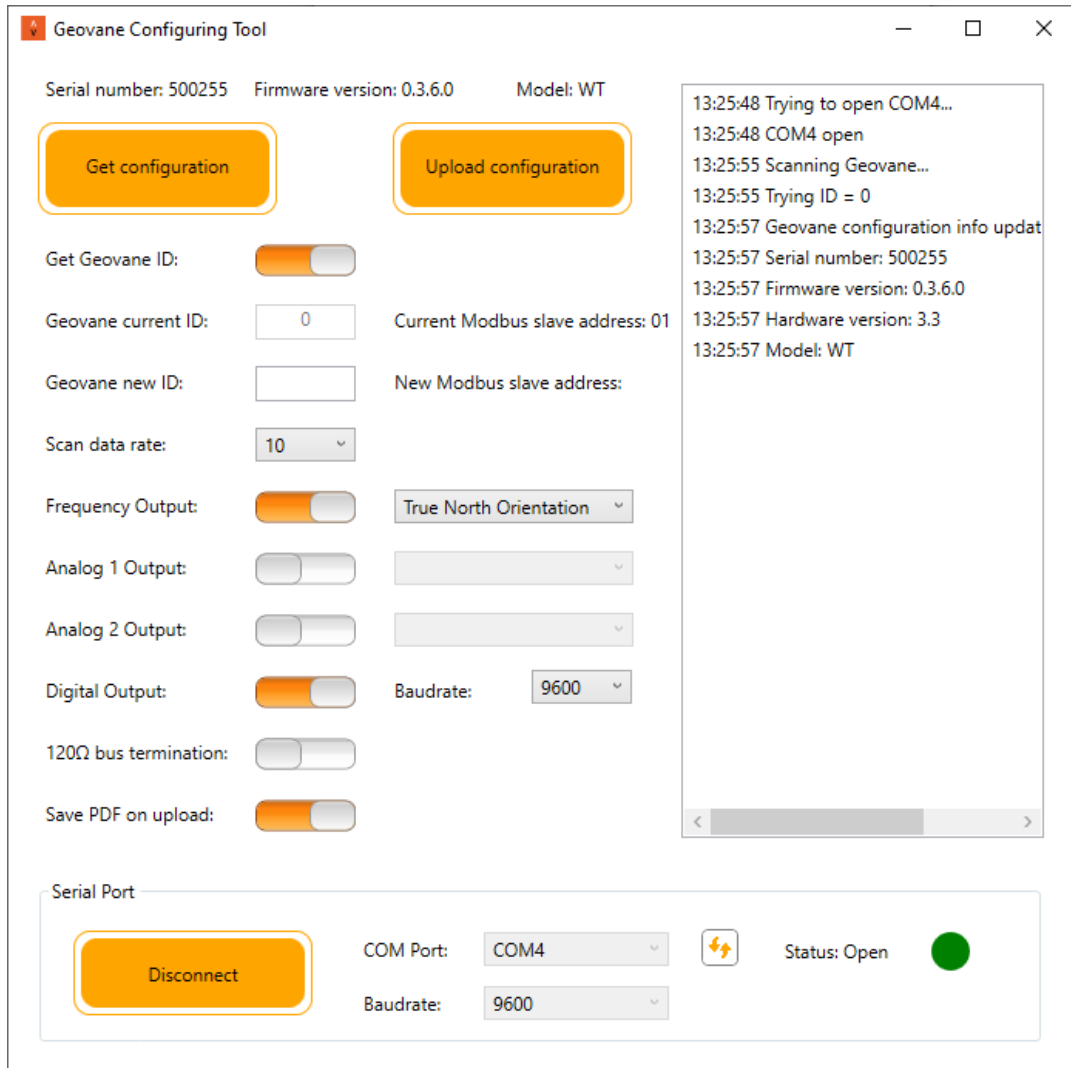 Geovane Configuring Tool
Serial number: 500255 Firmware version: 0.3.6.0 Model: WT
Get configuration Upload configuration
Get Geovane ID:
Geovane current ID: 0 Current Modbus slave address: 01
Geovane new ID: New Modbus slave address:
Scan data rate: 10
Frequency Output: True North Orientation
Analog 1 Output:
Analog 2 Output:
Digital Output: Baudrate: 9600
120Ω bus termination:
Save PDF on upload:
13:25:48 Trying to open COM4...
13:25:48 COM4 open
13:25:55 Scanning Geovane...
13:25:55 Trying ID = 0
13:25:57 Geovane configuration info updat
13:25:57 Serial number: 500255
13:25:57 Firmware version: 0.3.6.0
13:25:57 Hardware version: 3.3
13:25:57 Model: WT
Serial Port
Disconnect
COM Port: COM4
Status: Open
Baudrate: 9600